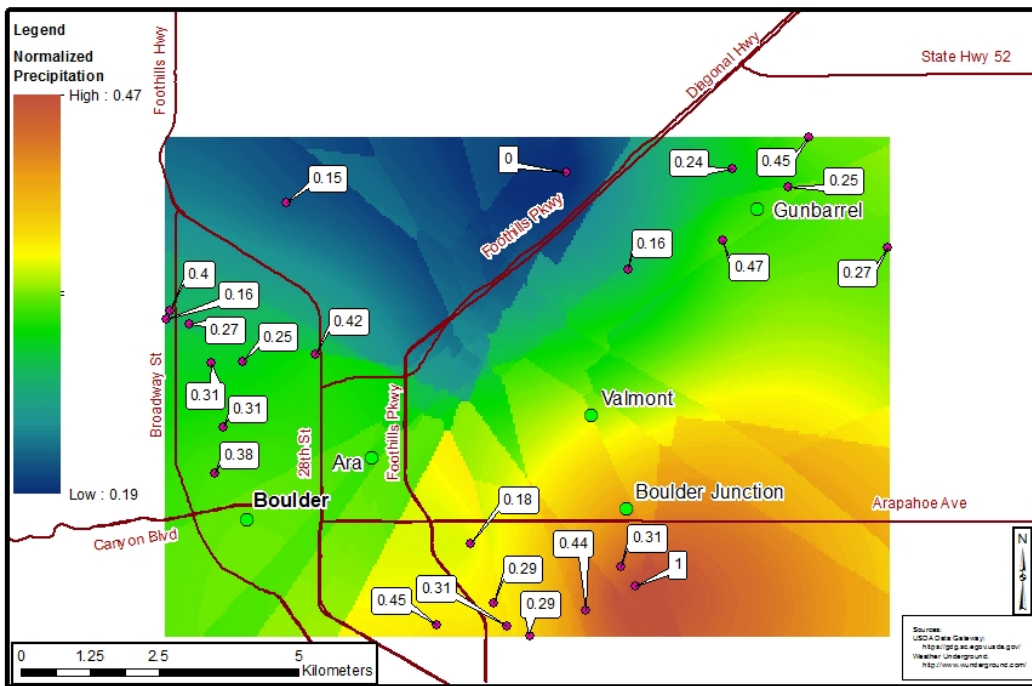 Legend
Normalized
Precipitation
High : 0.47
Low : 0.19
Foothills Hwy
Diagonal Hwy
State Hwy 52
0
0.24
0.45
0.15
0.25
Gunbarrel
Foothills Pkwy
0.16
0.47
0.27
0.4
0.16
0.27
0.25
0.42
0.31
Broadway St
0.31
Foothills Pkwy
Valmont
0.38
28th St
Ara
Boulder
Boulder Junction
Arapahoe Ave
Canyon Blvd
0.18
0.44
0.31
1
0.29
0.31
0.45
0.29
N
0 1.25 2.5 5
Kilometers
Sources:
USDA Data Gateway:
https://gdg.sc.egov.usda.gov/
Weather Underground:
http://www.wunderground.com/